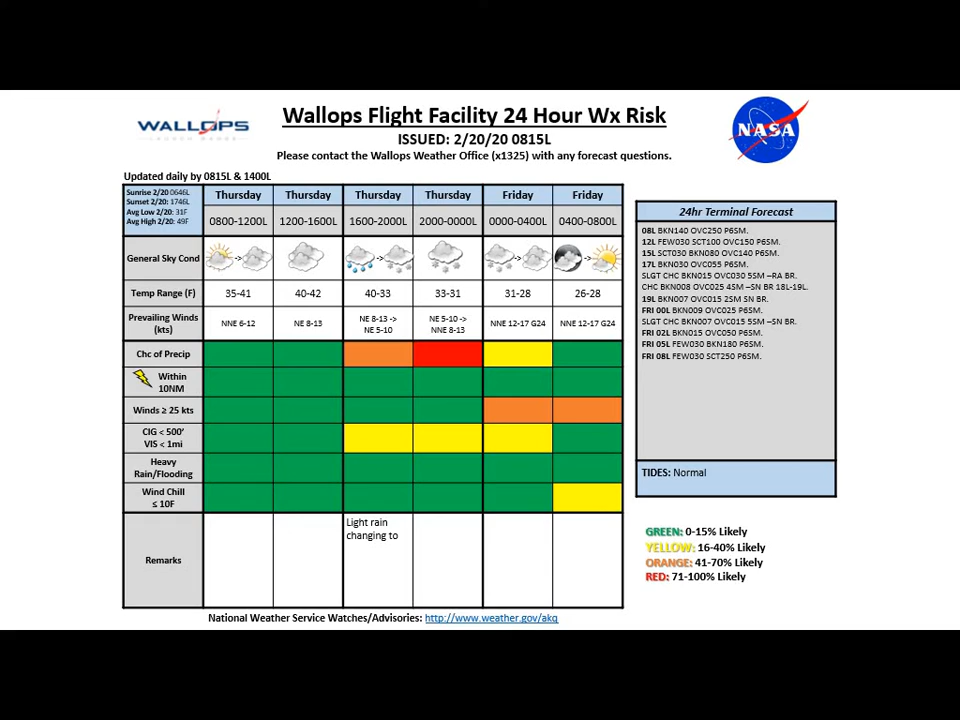 WALLOPS
Wallops Flight Facility 24 Hour Wx Risk
ISSUED: 2/20/20 0815L
Please contact the Wallops Weather Office (x1325) with any forecast questions.
NASA
Updated daily by 0815L & 1400L
Sunrise 2/20 0646L
Sunset 2/20: 1746L
Avg Low 2/20: 31F
Avg High 2/20: 49F
Thursday Thursday Thursday Thursday Friday Friday
0800-1200L 1200-1600L 1600-2000L 2000-0000L 0000-0400L 0400-0800L
General Sky Cond -> -> -> ->
Temp Range (F) 35-41 40-42 40-33 33-31 31-28 26-28
Prevailing Winds (kts) NNE 6-12 NE 8-13 NE 8-13 -> NE 5-10 NE 5-10 -> NNE 8-13 NNE 12-17 G24 NNE 12-17 G24
Chc of Precip
Within 10NM
Winds ≥ 25 kts
CIG < 500'
VIS < 1mi
Heavy
Rain/Flooding
Wind Chill
≤ 10F
Remarks
Light rain
changing to
National Weather Service Watches/Advisories: http://www.weather.gov/akq
24hr Terminal Forecast
08L BKN140 OVC250 P6SM.
12L FEW030 SCT100 OVC150 P6SM.
15L SCT030 BKN080 OVC140 P6SM.
17L BKN030 OVC055 P6SM.
SLGT CHC BKN015 OVC030 5SM –RA BR.
CHC BKN008 OVC025 4SM –SN BR 18L-19L.
19L BKN007 OVC015 2SM SN BR.
FRI 00L BKN009 OVC025 P6SM.
SLGT CHC BKN007 OVC015 5SM –SN BR.
FRI 02L BKN015 OVC050 P6SM.
FRI 05L FEW030 BKN180 P6SM.
FRI 08L FEW030 SCT250 P6SM.
TIDES: Normal
GREEN: 0-15% Likely
YELLOW: 16-40% Likely
ORANGE: 41-70% Likely
RED: 71-100% Likely